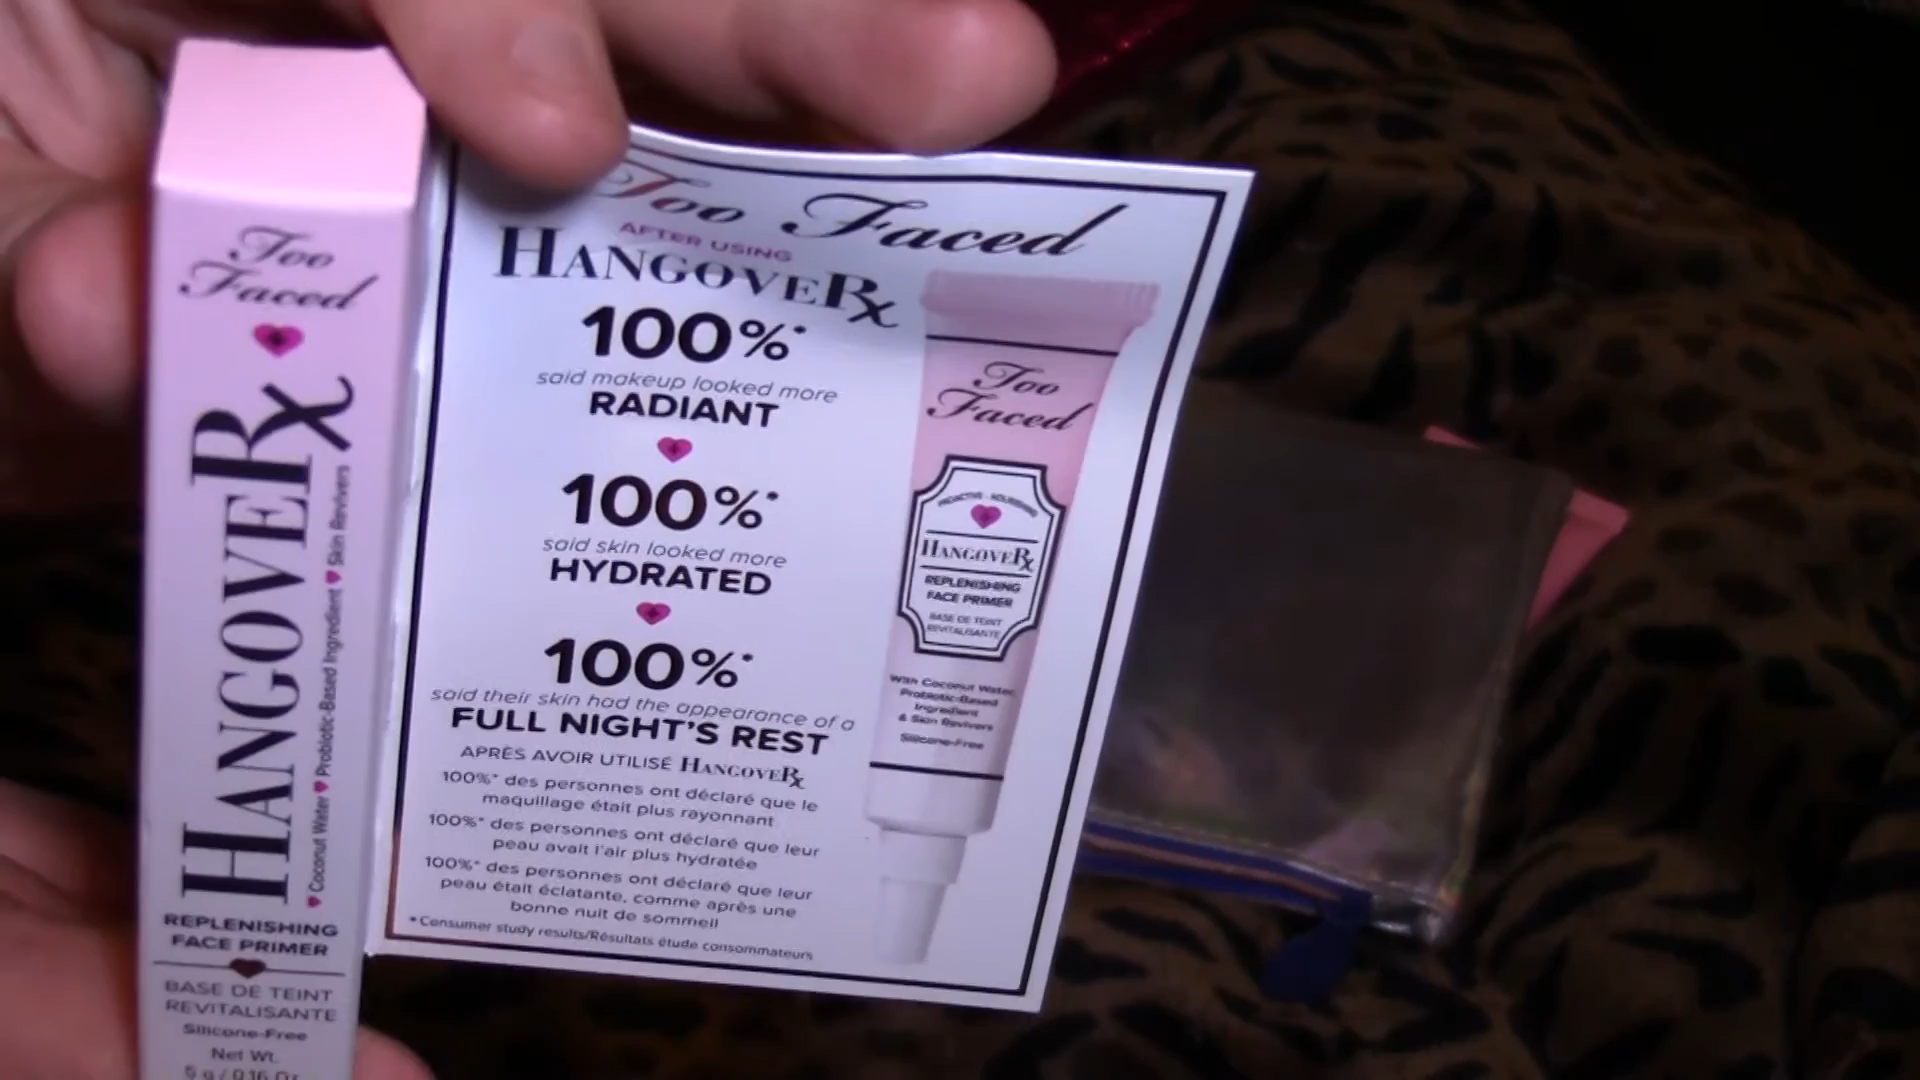 Too
Faced
HANGOVERx
Coconut Water Probiotic-Based Ingredient Skin Revivers
REPLENISHING
FACE PRIMER
BASE DE TEINT
REVITALISANTE
Silicone-Free
Net Wt.
5 g / 0.16 Oz
Too Faced
AFTER USING
HANGOVERx
100%*
said makeup looked more
RADIANT
100%*
said skin looked more
HYDRATED
100%*
said their skin had the appearance of a
FULL NIGHT'S REST
APRÈS AVOIR UTILISÉ HANGOVERx
100%* des personnes ont déclaré que le
maquillage était plus rayonnant
100%* des personnes ont déclaré que leur
peau avait l'air plus hydratée
100%* des personnes ont déclaré que leur
peau était éclatante, comme après une
bonne nuit de sommeil
*Consumer study results/Résultats étude consommateurs
Too
Faced
PROACTIVE - NOURISHING
HANGOVERx
REPLENISHING
FACE PRIMER
BASE DE TEINT
REVITALISANTE
With Coconut Water,
Probiotic-Based
Ingredient
& Skin Revivers
Silicone-Free